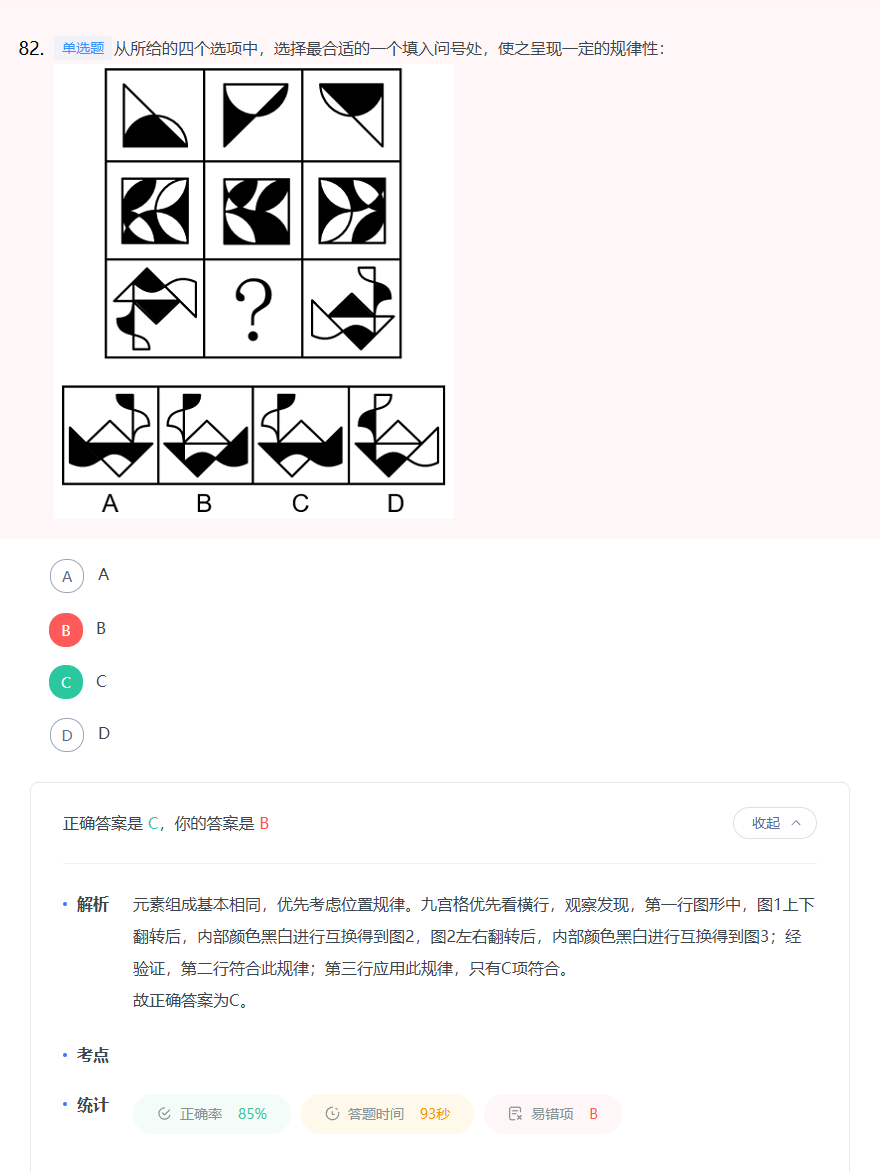 82. 单选题 从所给的四个选项中，选择最合适的一个填入问号处，使之呈现一定的规律性：
?
A B C D
A A
B B
C C
D D
正确答案是 C，你的答案是 B
收起
解析 元素组成基本相同，优先考虑位置规律。九宫格优先看横行，观察发现，第一行图形中，图1上下
翻转后，内部颜色黑白进行互换得到图2，图2左右翻转后，内部颜色黑白进行互换得到图3；经
验证，第二行符合此规律；第三行应用此规律，只有C项符合。
故正确答案为C。
考点
统计 正确率 85% 答题时间 93秒 易错项 B